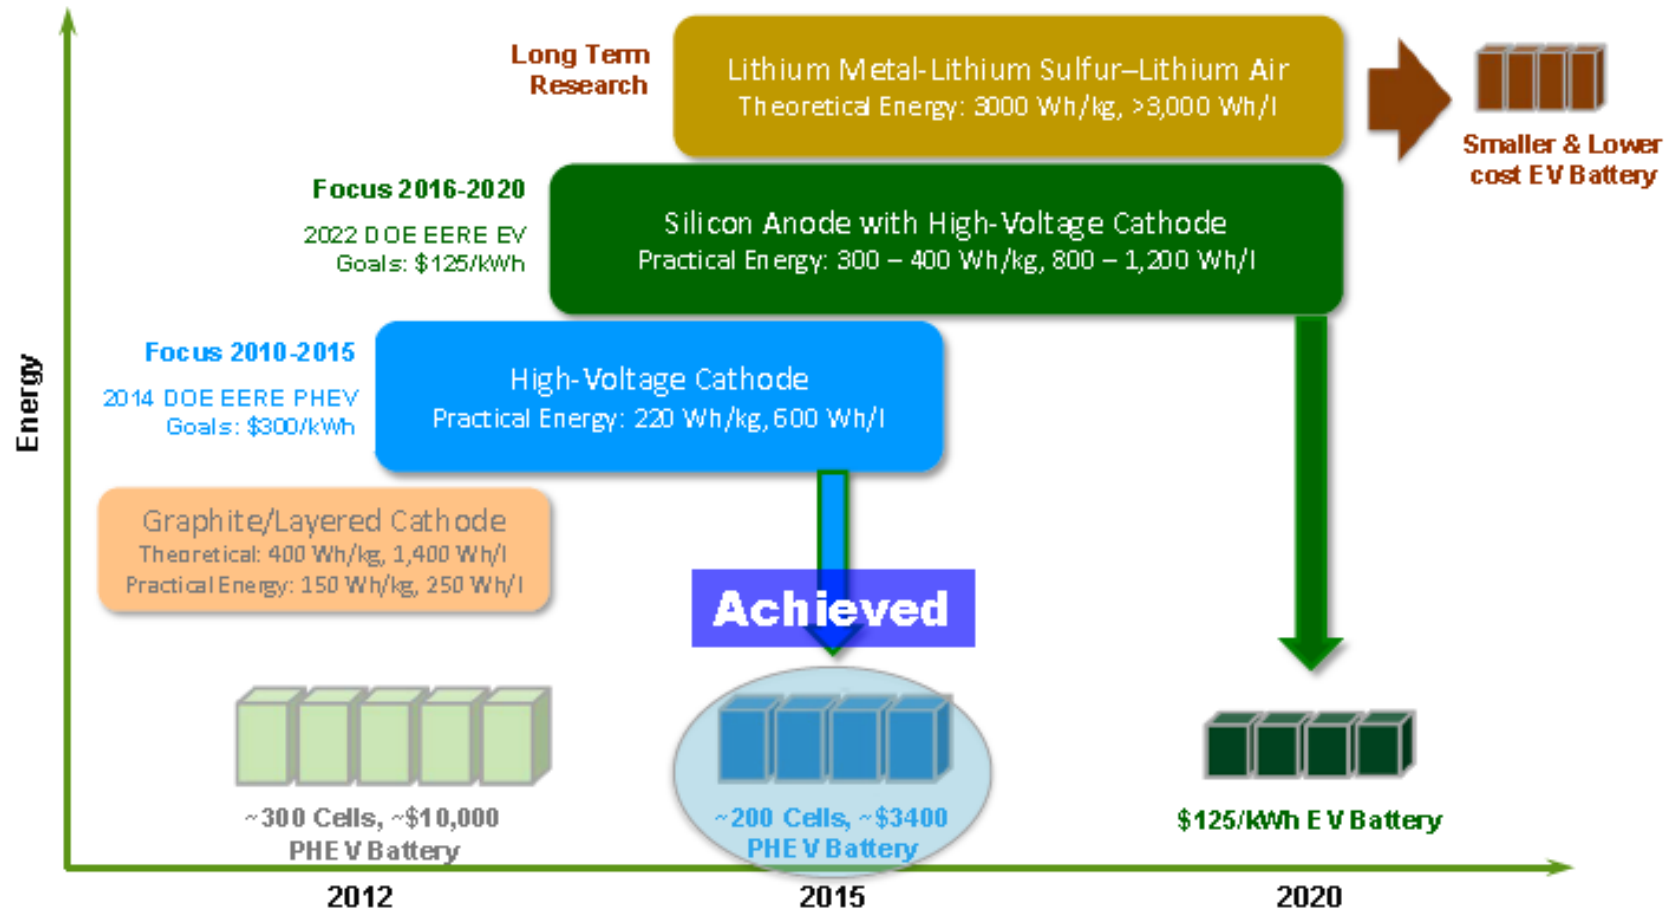 Long Term
Research
Lithium Metal-Lithium Sulfur–Lithium Air
Theoretical Energy: 3000 Wh/kg, >3,000 Wh/l
Smaller & Lower
cost EV Battery
Focus 2016-2020
2022 DOE EERE EV
Goals: $125/kWh
Silicon Anode with High-Voltage Cathode
Practical Energy: 300 – 400 Wh/kg, 800 – 1,200 Wh/l
Focus 2010-2015
2014 DOE EERE PHEV
Goals: $300/kWh
High-Voltage Cathode
Practical Energy: 220 Wh/kg, 600 Wh/l
Energy
Graphite/Layered Cathode
Theoretical: 400 Wh/kg, 1,400 Wh/l
Practical Energy: 150 Wh/kg, 250 Wh/l
Achieved
~300 Cells, ~$10,000
PHEV Battery
~200 Cells, ~$3400
PHEV Battery
$125/kWh EV Battery
2012
2015
2020